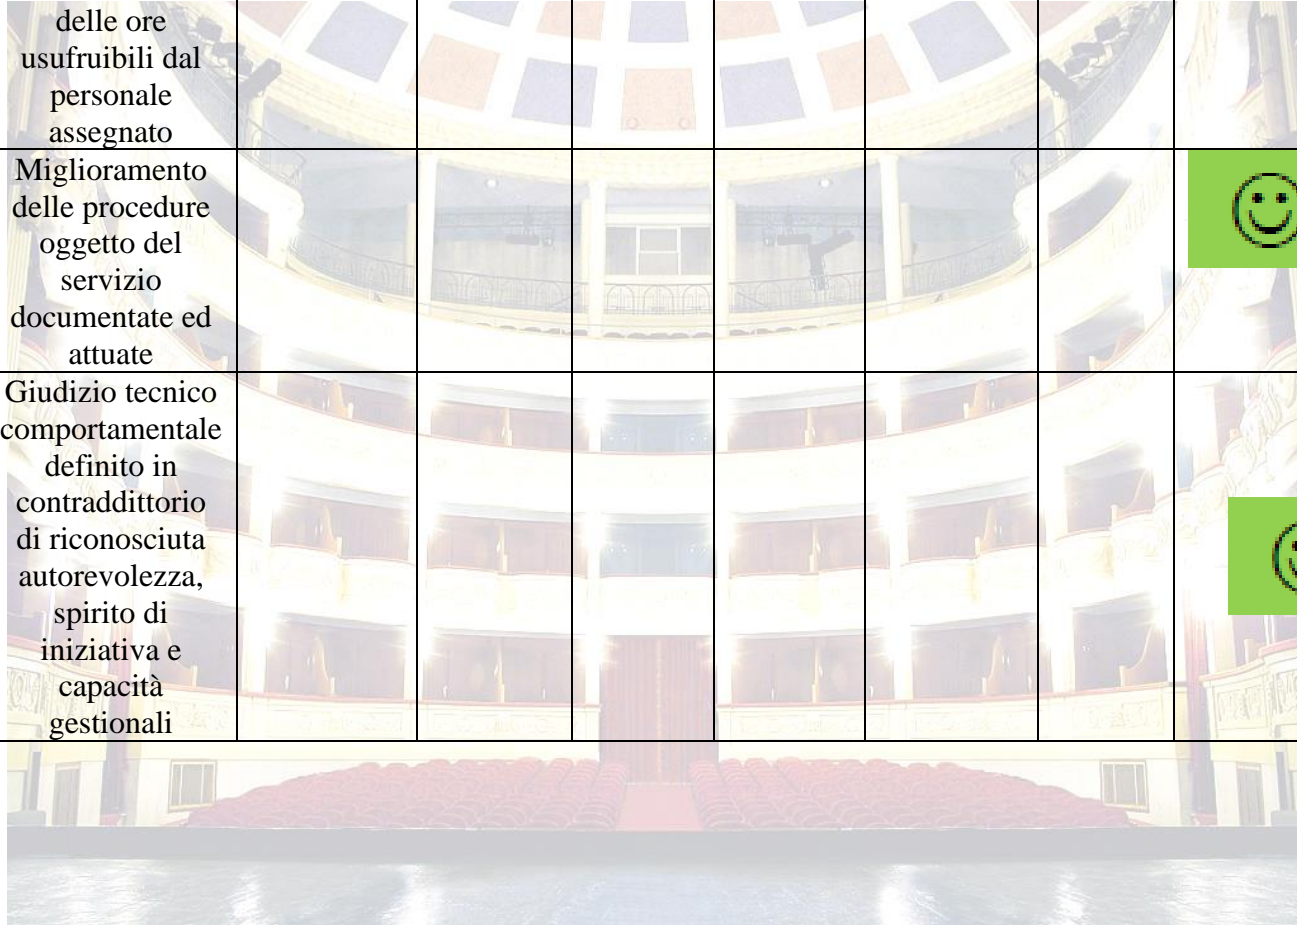 delle ore
usufruibili dal
personale
assegnato
Miglioramento
delle procedure
oggetto del
servizio
documentate ed
attuate
Giudizio tecnico
comportamentale
definito in
contraddittorio
di riconosciuta
autorevolezza,
spirito di
iniziativa e
capacità
gestionali